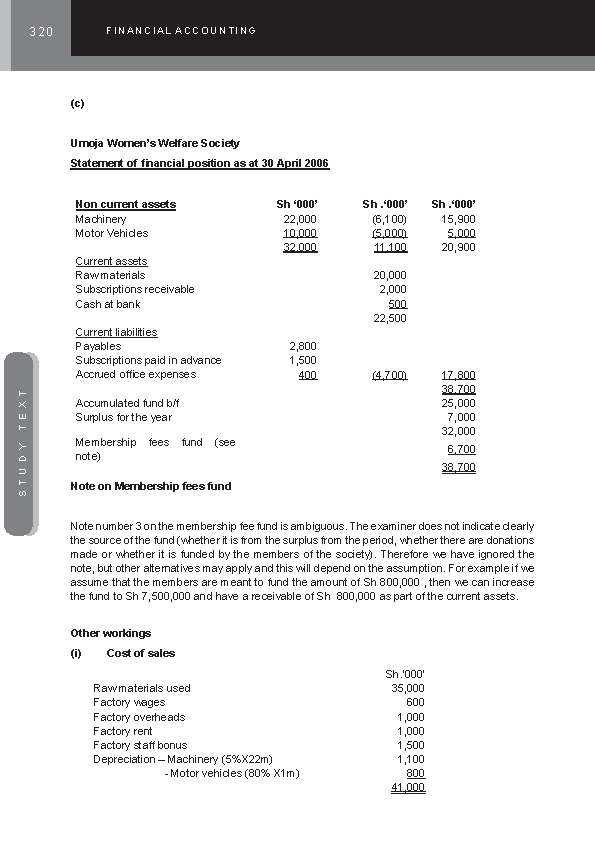 320
FINANCIAL ACCOUNTING
(c)
Umoja Women's Welfare Society
Statement of financial position as at 30 April 2006
Non current assets Sh '000' Sh .'000' Sh .'000'
Machinery 22,000 (6,100) 15,900
Motor Vehicles 10,000 (5,000) 5,000
32,000 11,100 20,900
Current assets
Raw materials 20,000
Subscriptions receivable 2,000
Cash at bank 500
22,500
Current liabilities
Payables 2,800
Subscriptions paid in advance 1,500
Accrued office expenses 400 (4,700) 17,800
38,700
Accumulated fund b/f 25,000
Surplus for the year 7,000
32,000
Membership fees fund (see
note) 6,700
38,700
Note on Membership fees fund
Note number 3 on the membership fee fund is ambiguous. The examiner does not indicate clearly
the source of the fund (whether it is from the surplus from the period, whether there are donations
made or whether it is funded by the members of the society). Therefore we have ignored the
note, but other alternatives may apply and this will depend on the assumption. For example if we
assume that the members are meant to fund the amount of Sh 800,000 , then we can increase
the fund to Sh 7,500,000 and have a receivable of Sh 800,000 as part of the current assets.
Other workings
(i) Cost of sales
Sh.'000'
Raw materials used 35,000
Factory wages 600
Factory overheads 1,000
Factory rent 1,000
Factory staff bonus 1,500
Depreciation – Machinery (5%X22m) 1,100
- Motor vehicles (80% X1m) 800
41,000
STUDY TEXT